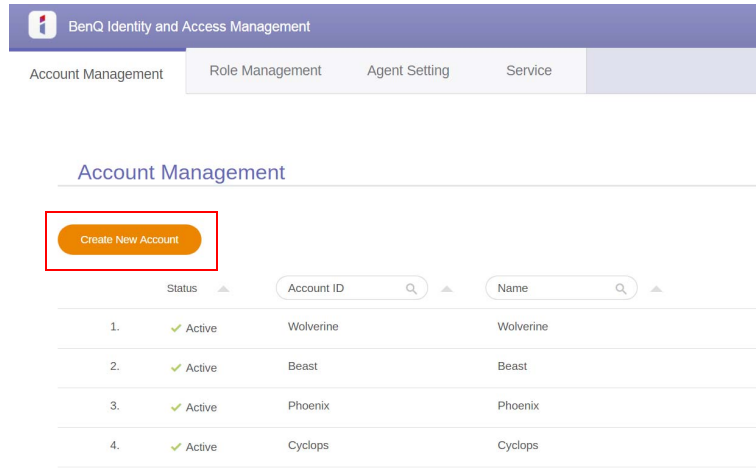 BenQ Identity and Access Management
Account Management Role Management Agent Setting Service
Account Management
Create New Account
Status Account ID Name
1. Active Wolverine Wolverine
2. Active Beast Beast
3. Active Phoenix Phoenix
4. Active Cyclops Cyclops